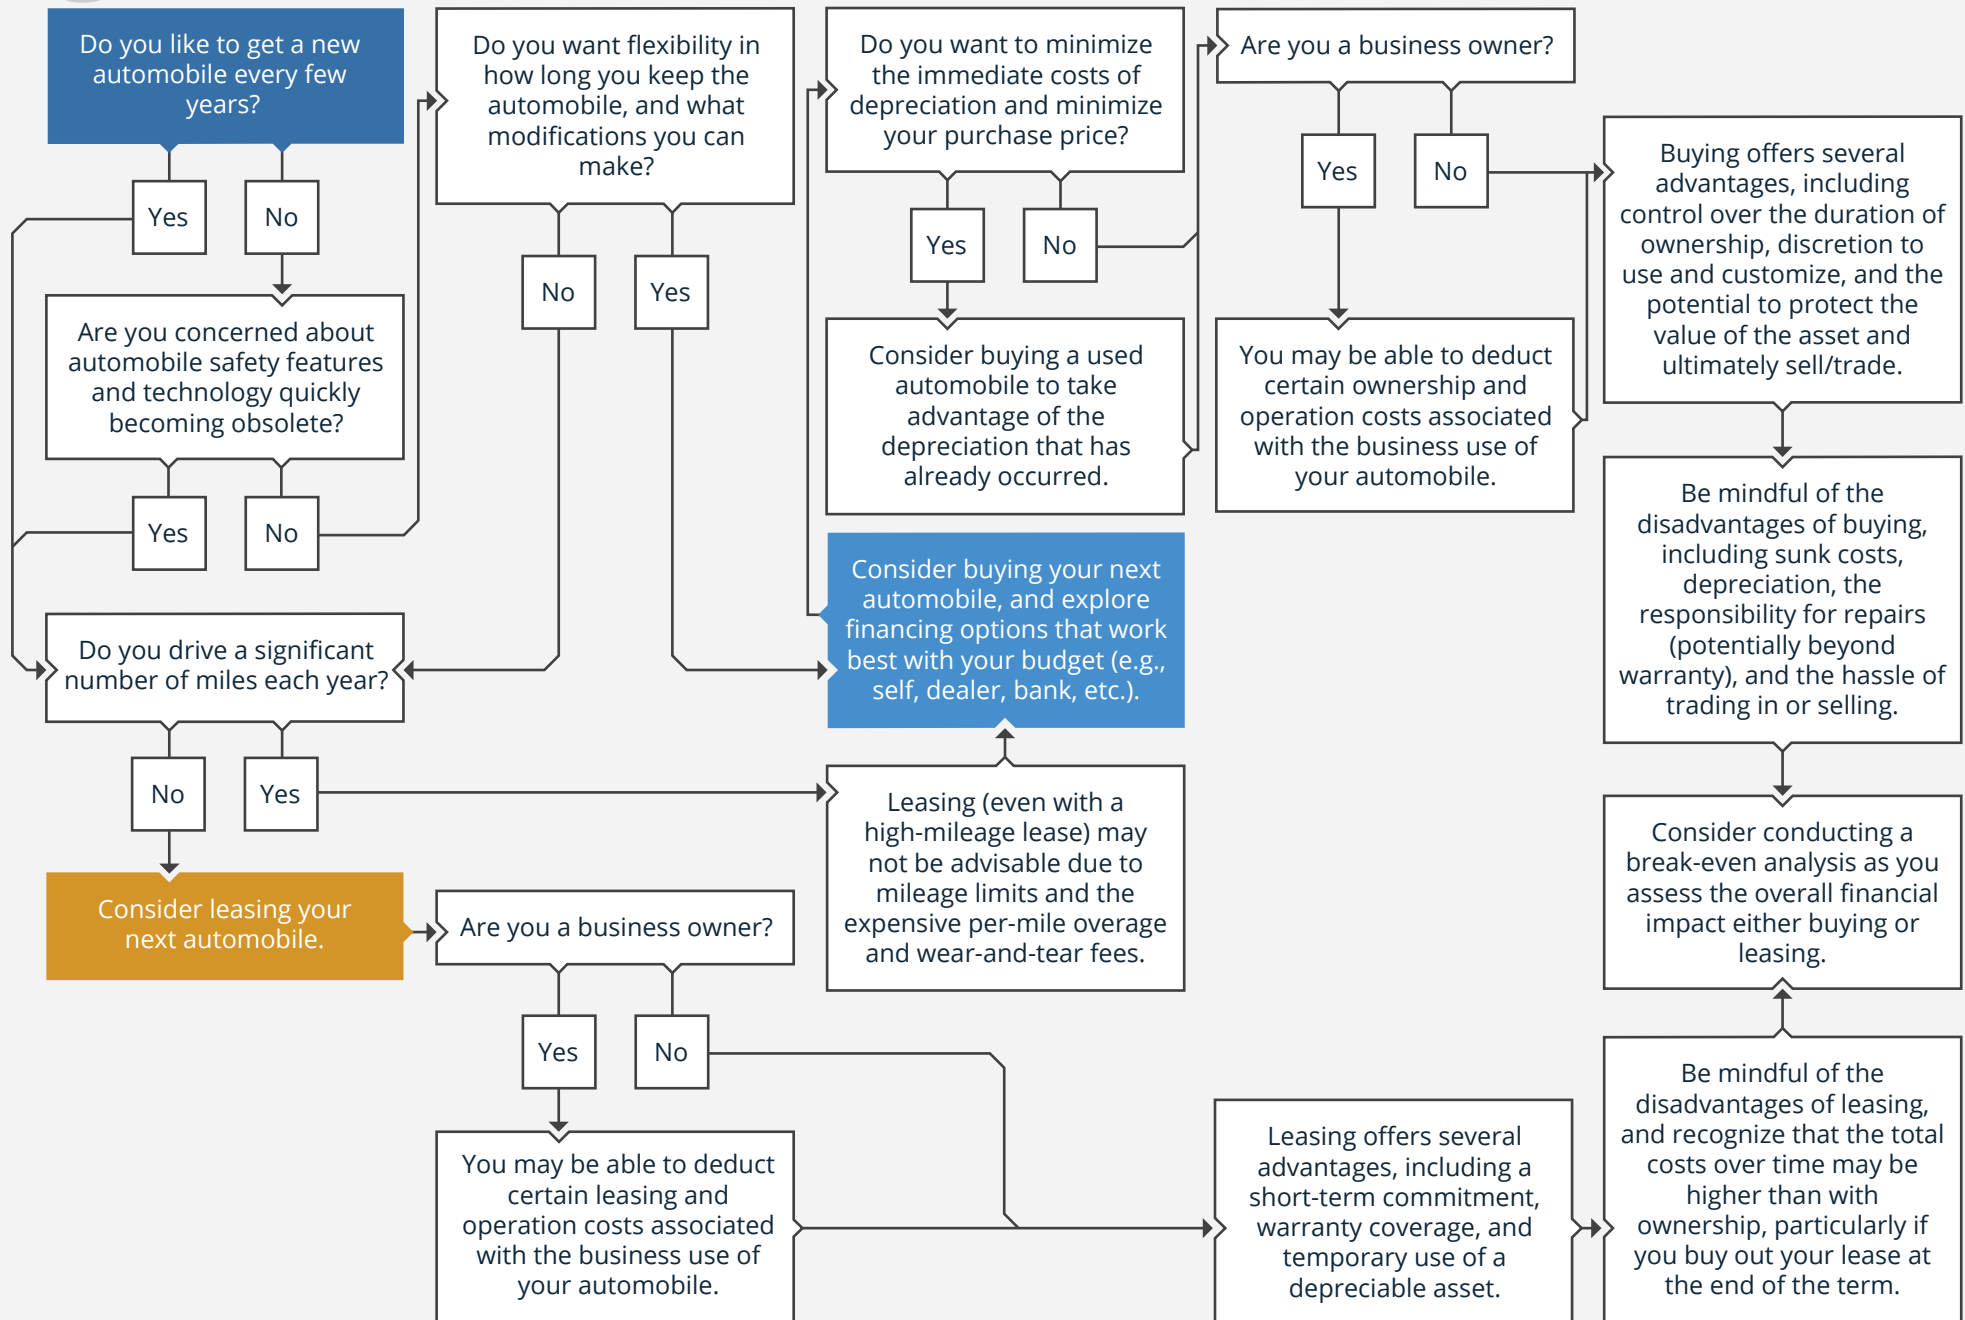 Do you like to get a new
automobile every few
years?
Yes
No
Are you concerned about
automobile safety features
and technology quickly
becoming obsolete?
Yes
No
Do you drive a significant
number of miles each year?
No
Yes
Consider leasing your
next automobile.
Do you want flexibility in
how long you keep the
automobile, and what
modifications you can
make?
No
Yes
Are you a business owner?
Yes
No
You may be able to deduct
certain leasing and
operation costs associated
with the business use of
your automobile.
Do you want to minimize
the immediate costs of
depreciation and minimize
your purchase price?
Yes
No
Consider buying a used
automobile to take
advantage of the
depreciation that has
already occurred.
Consider buying your next
automobile, and explore
financing options that work
best with your budget (e.g.,
self, dealer, bank, etc.).
Leasing (even with a
high-mileage lease) may
not be advisable due to
mileage limits and the
expensive per-mile overage
and wear-and-tear fees.
Are you a business owner?
Yes
No
You may be able to deduct
certain ownership and
operation costs associated
with the business use of
your automobile.
Leasing offers several
advantages, including a
short-term commitment,
warranty coverage, and
temporary use of a
depreciable asset.
Buying offers several
advantages, including
control over the duration of
ownership, discretion to
use and customize, and the
potential to protect the
value of the asset and
ultimately sell/trade.
Be mindful of the
disadvantages of buying,
including sunk costs,
depreciation, the
responsibility for repairs
(potentially beyond
warranty), and the hassle of
trading in or selling.
Consider conducting a
break-even analysis as you
assess the overall financial
impact either buying or
leasing.
Be mindful of the
disadvantages of leasing,
and recognize that the total
costs over time may be
higher than with
ownership, particularly if
you buy out your lease at
the end of the term.